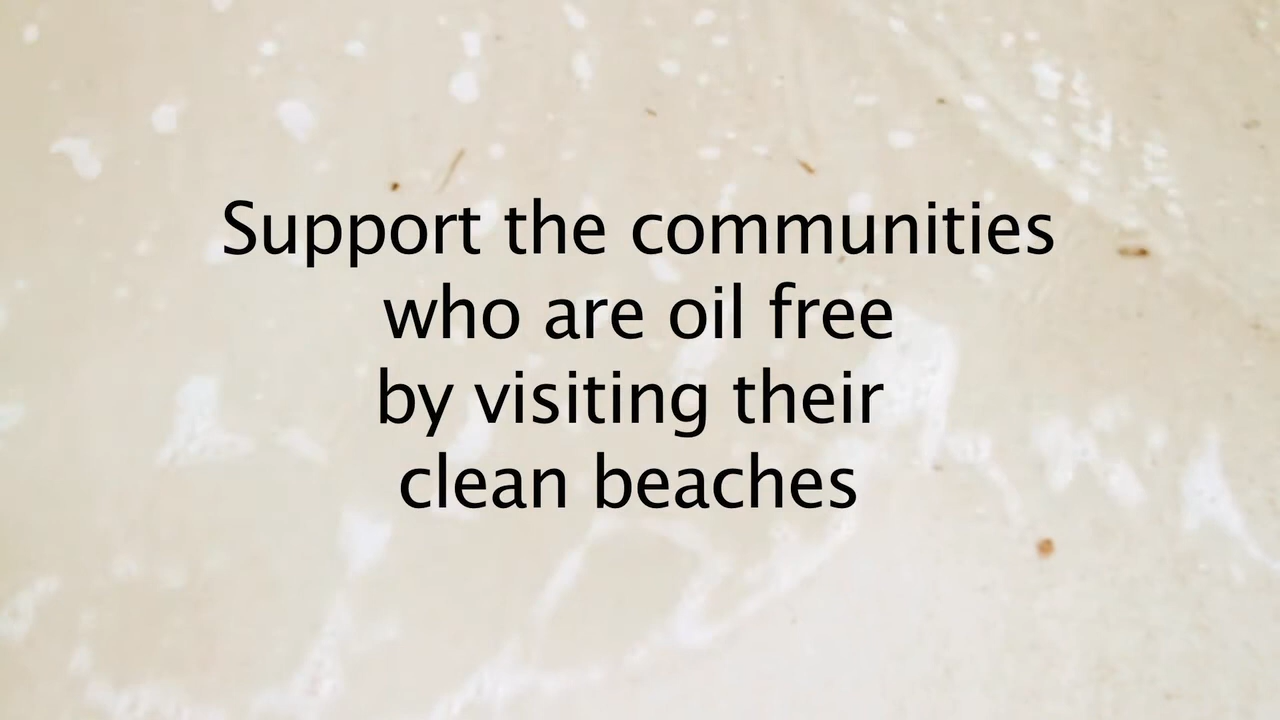 Support the communities
who are oil free
by visiting their
clean beaches